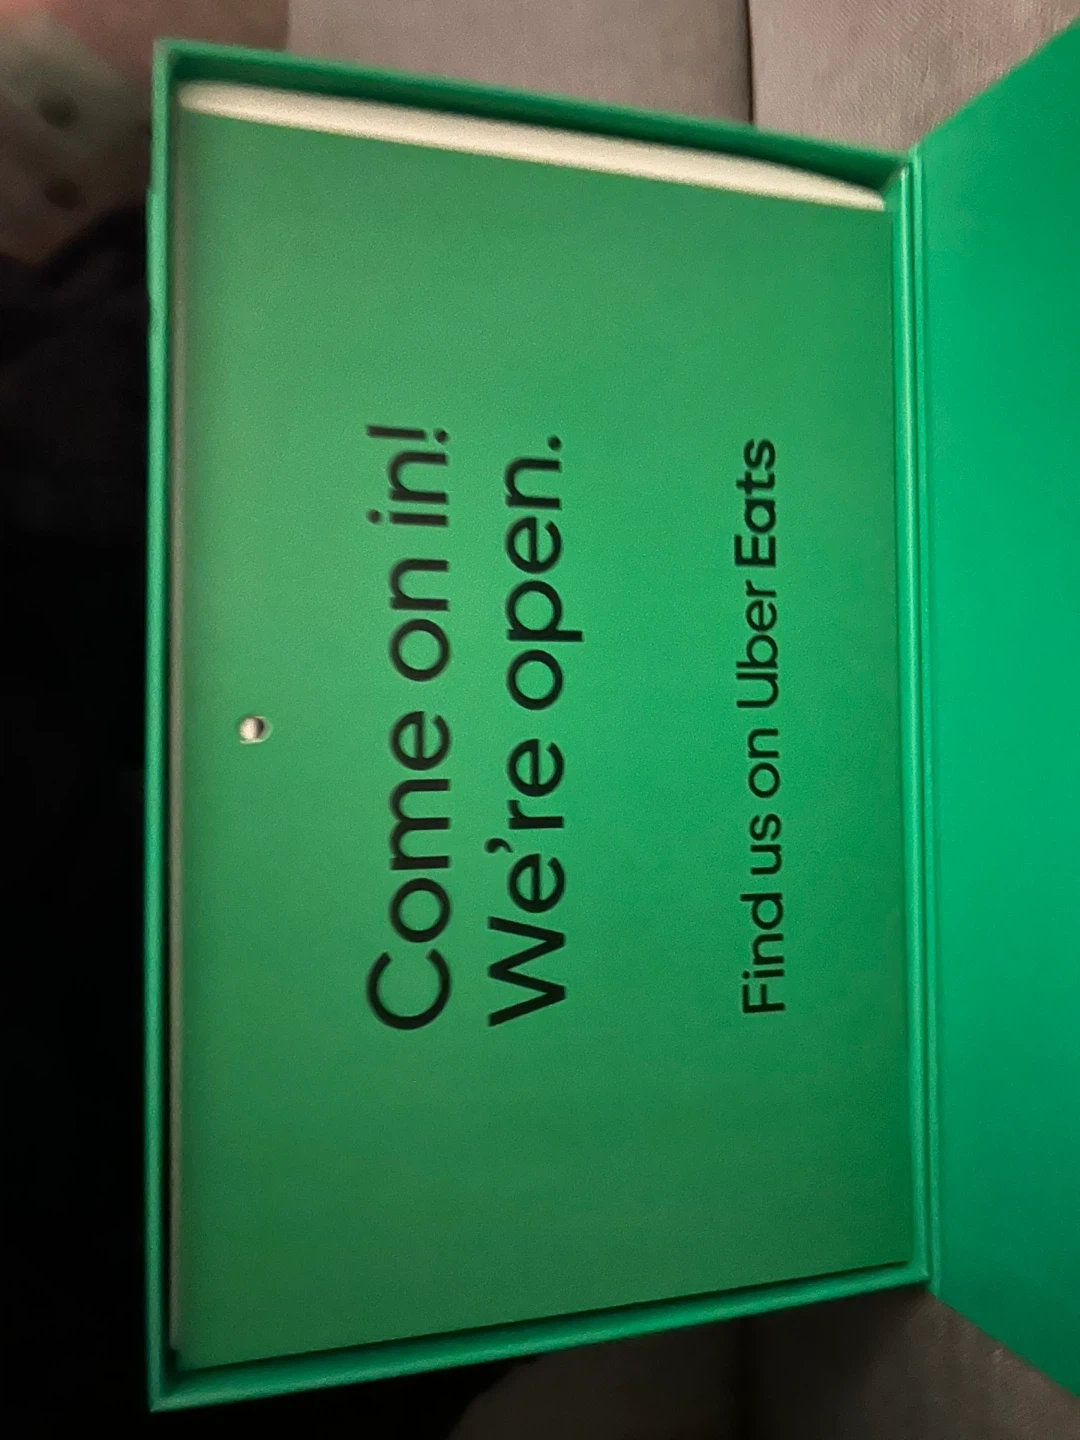 Come on in!
We're open.
Find us on Uber Eats